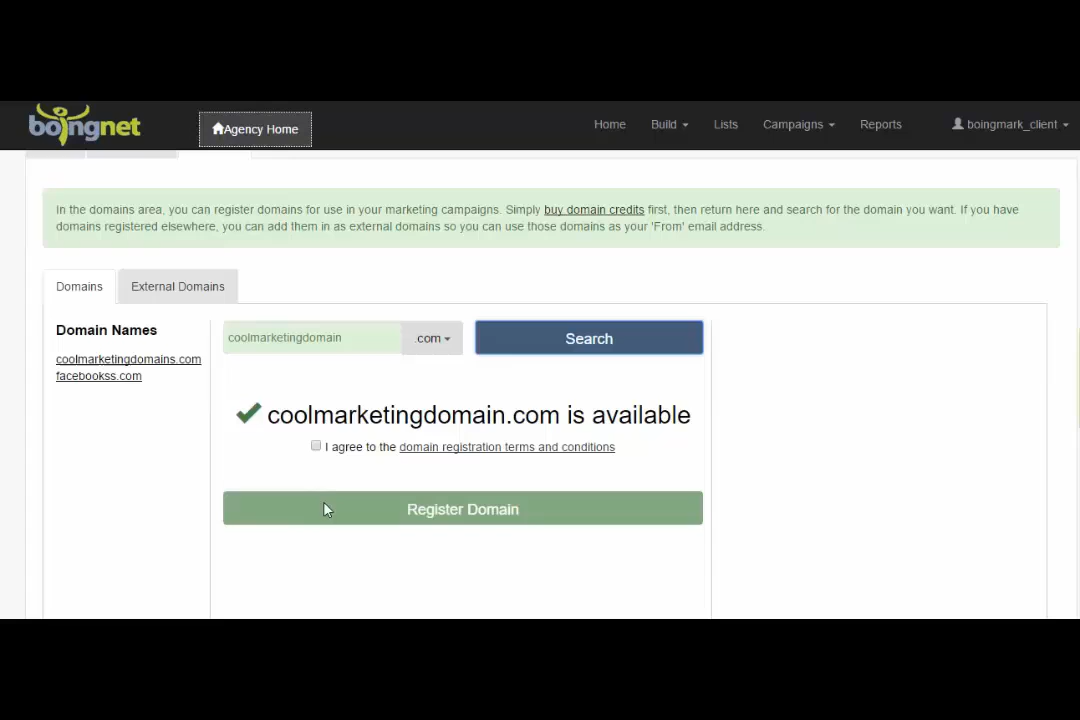 boingnet
Agency Home
Home
Build
Lists
Campaigns
Reports
boingmark_client
In the domains area, you can register domains for use in your marketing campaigns. Simply buy domain credits first, then return here and search for the domain you want. If you have
domains registered elsewhere, you can add them in as external domains so you can use those domains as your 'From' email address.
Domains
External Domains
Domain Names
coolmarketingdomains.com
facebookss.com
coolmarketingdomain
.com
Search
coolmarketingdomain.com is available
I agree to the domain registration terms and conditions
Register Domain